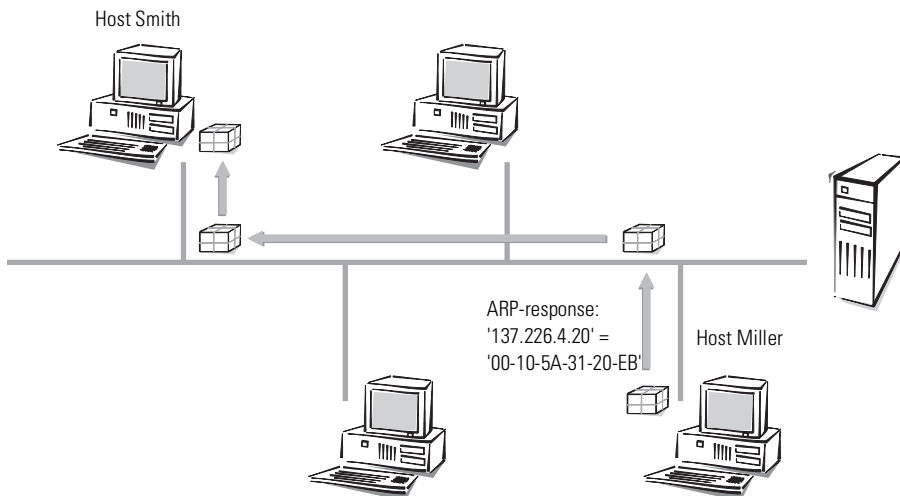 Host Smith
ARP-response:
'137.226.4.20' =
'00-10-5A-31-20-EB'
Host Miller